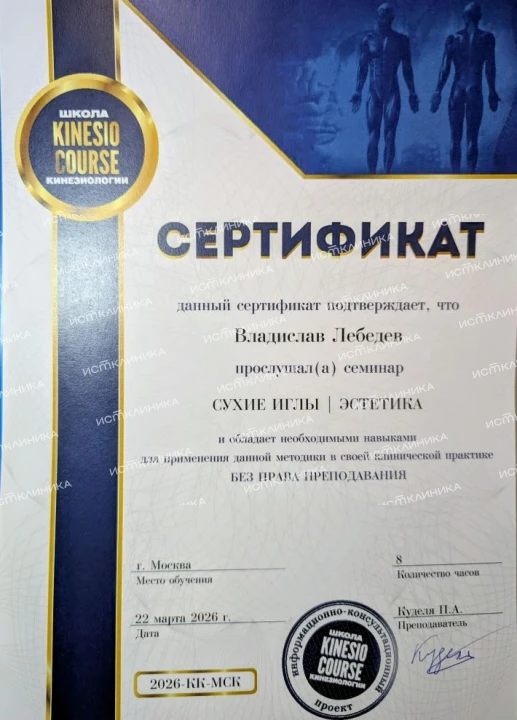 ШКОЛА
KINESIO
COURSE
КИНЕЗИОЛОГИИ
СЕРТИФИКАТ
данный сертификат подтверждает, что
Владислав Лебедев
прослушал(а) семинар
СУХИЕ ИГЛЫ | ЭСТЕТИКА
и обладает необходимыми навыками
для применения данной методики в своей клинической практике
БЕЗ ПРАВА ПРЕПОДАВАНИЯ
г. Москва
Место обучения
8
Количество часов
22 марта 2026 г.
Дата
Куделя П.А.
Преподаватель
2026-КК-МСК
информационно-консультационный
ШКОЛА
KINESIO
COURSE
КИНЕЗИОЛОГИИ
проект
ИСТКЛИНИКА